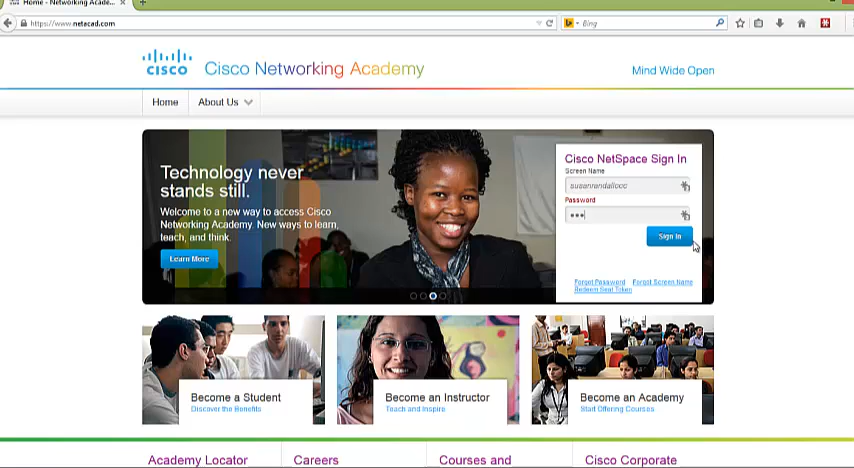 Home - Networking Acade...
https://www.netacad.com
Bing
CISCO
Cisco Networking Academy
Mind Wide Open
Home
About Us
Technology never
stands still.
Welcome to a new way to access Cisco
Networking Academy. New ways to learn,
teach, and think.
Learn More
Cisco NetSpace Sign In
Screen Name
susanrandallccc
Password
Sign In
Forgot Password
Forgot Screen Name
Redeem Seat Token
Become a Student
Discover the Benefits
Become an Instructor
Teach and Inspire
Become an Academy
Start Offering Courses
Academy Locator
Careers
Courses and
Cisco Corporate